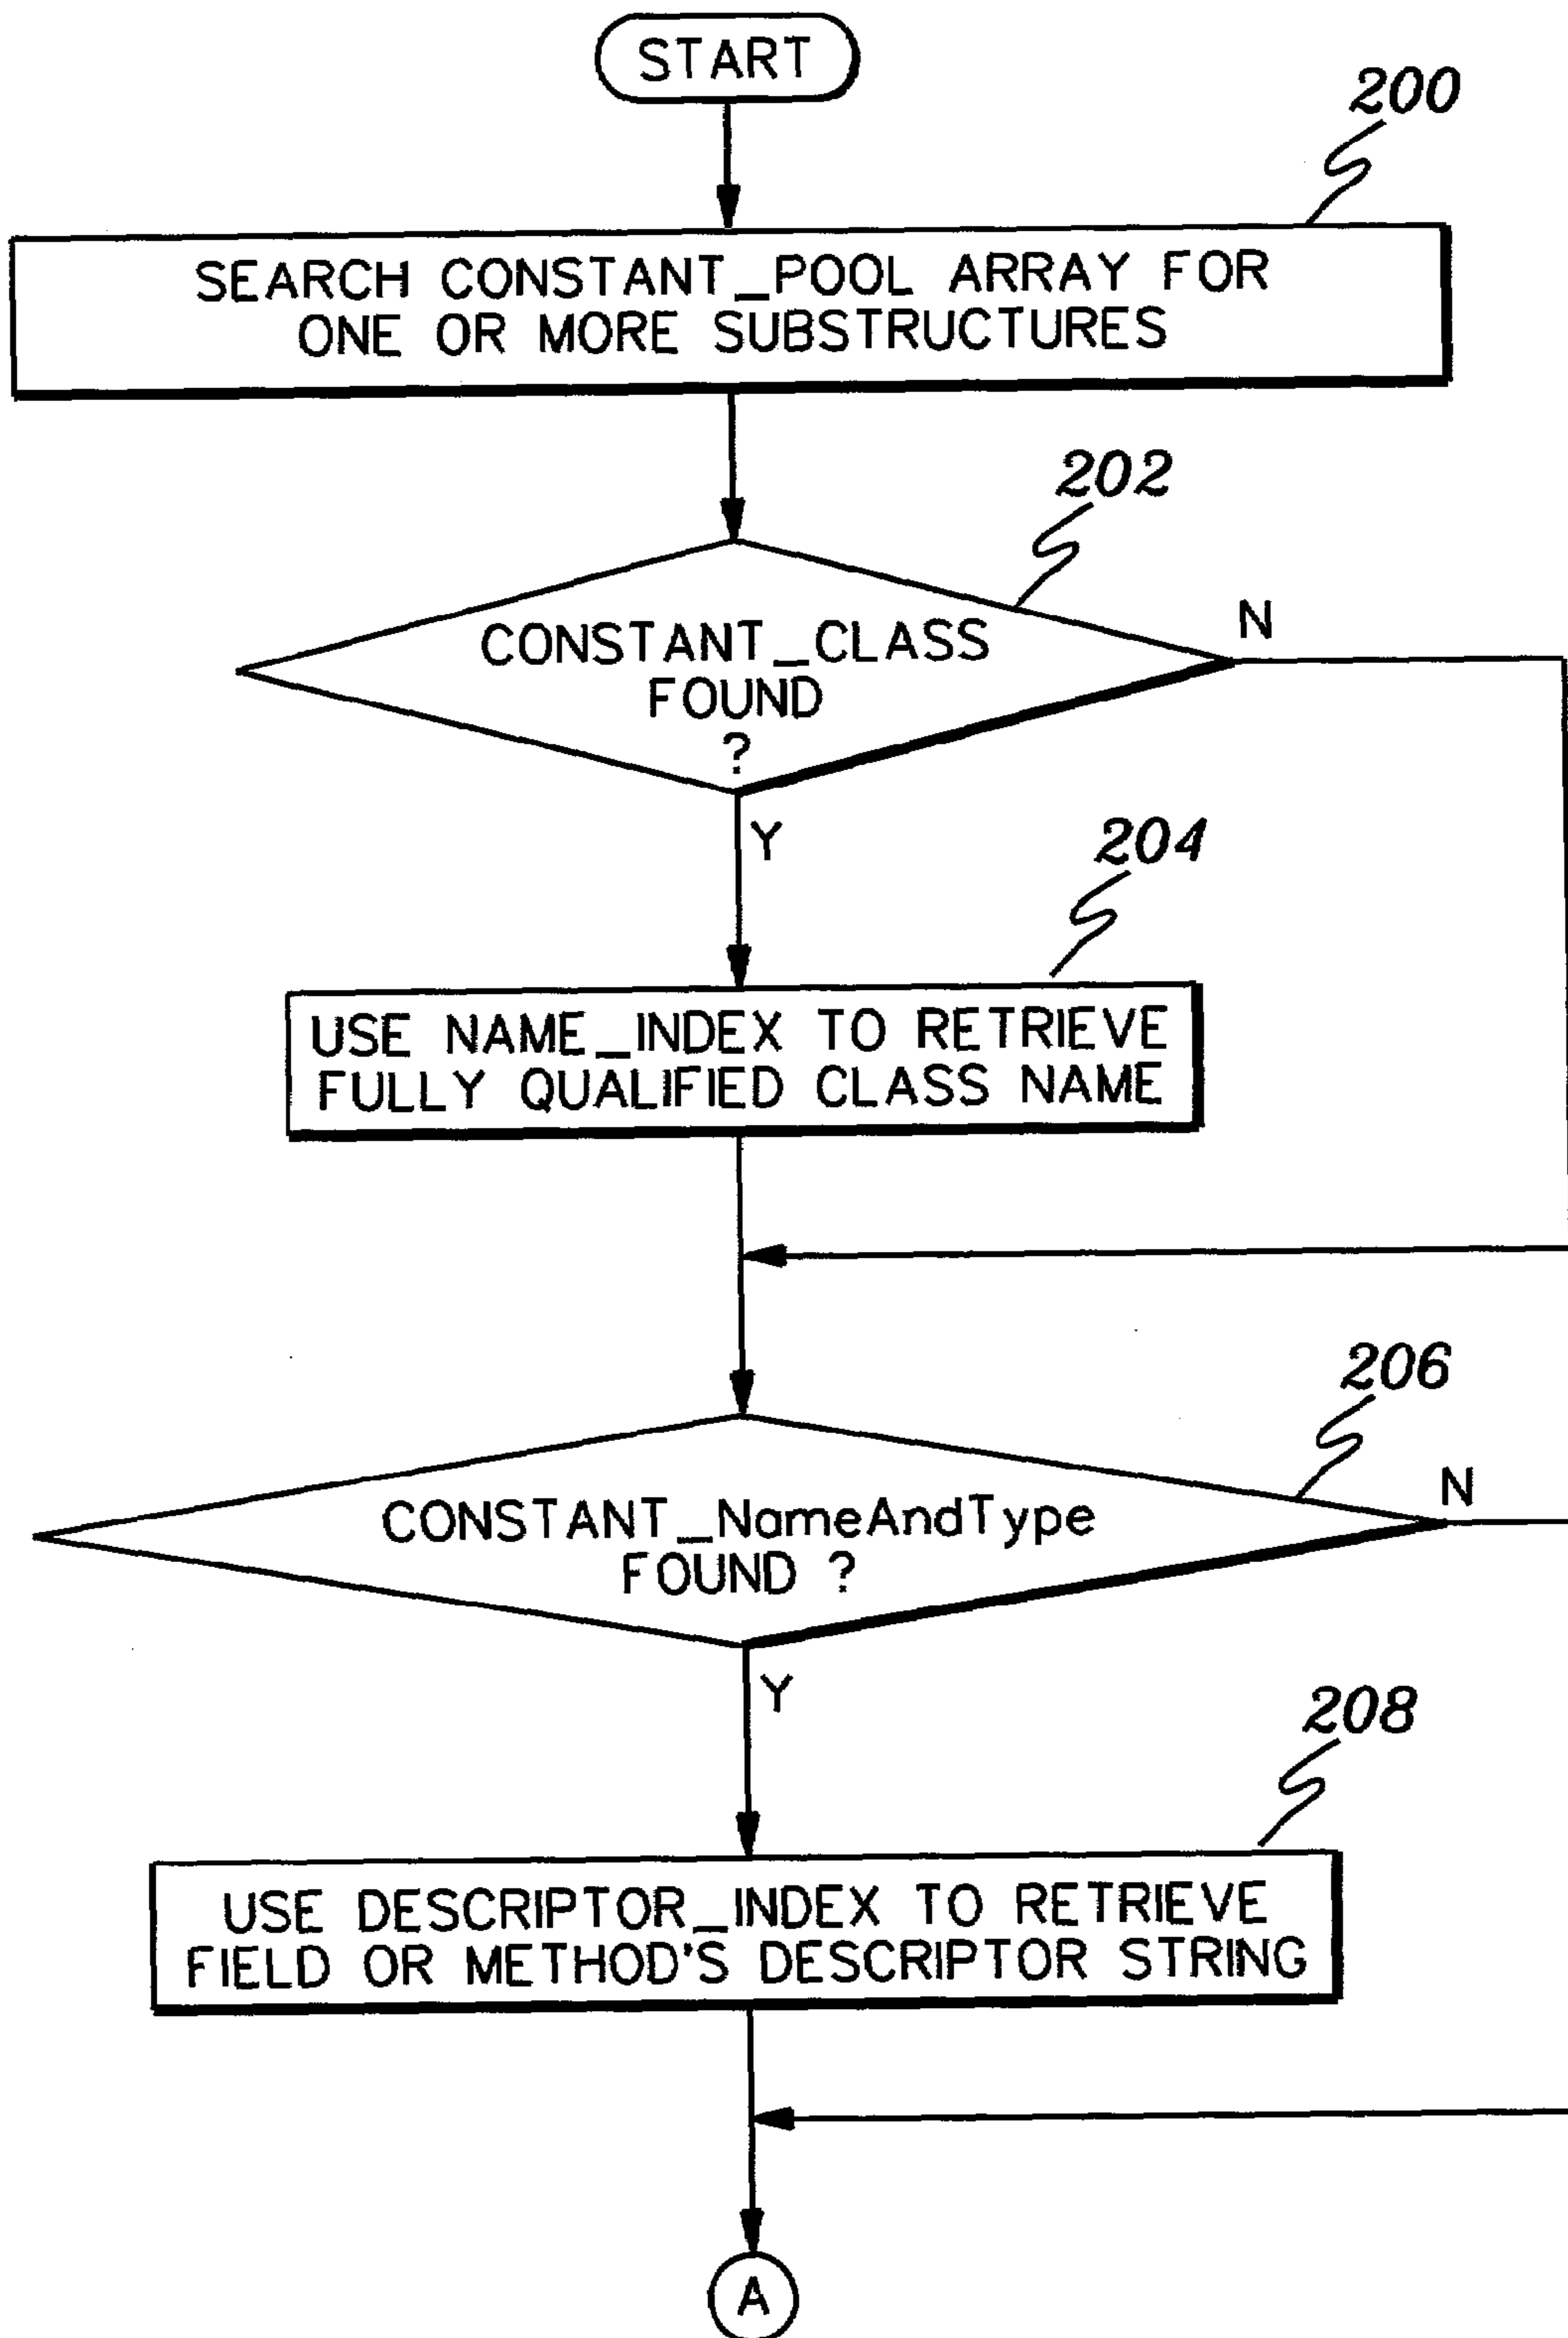 START
200
SEARCH CONSTANT_POOL ARRAY FOR
ONE OR MORE SUBSTRUCTURES
202
CONSTANT_CLASS
FOUND
?
N
Y
204
USE NAME_INDEX TO RETRIEVE
FULLY QUALIFIED CLASS NAME
206
CONSTANT_NameAndType
FOUND ?
N
Y
208
USE DESCRIPTOR_INDEX TO RETRIEVE
FIELD OR METHOD'S DESCRIPTOR STRING
A